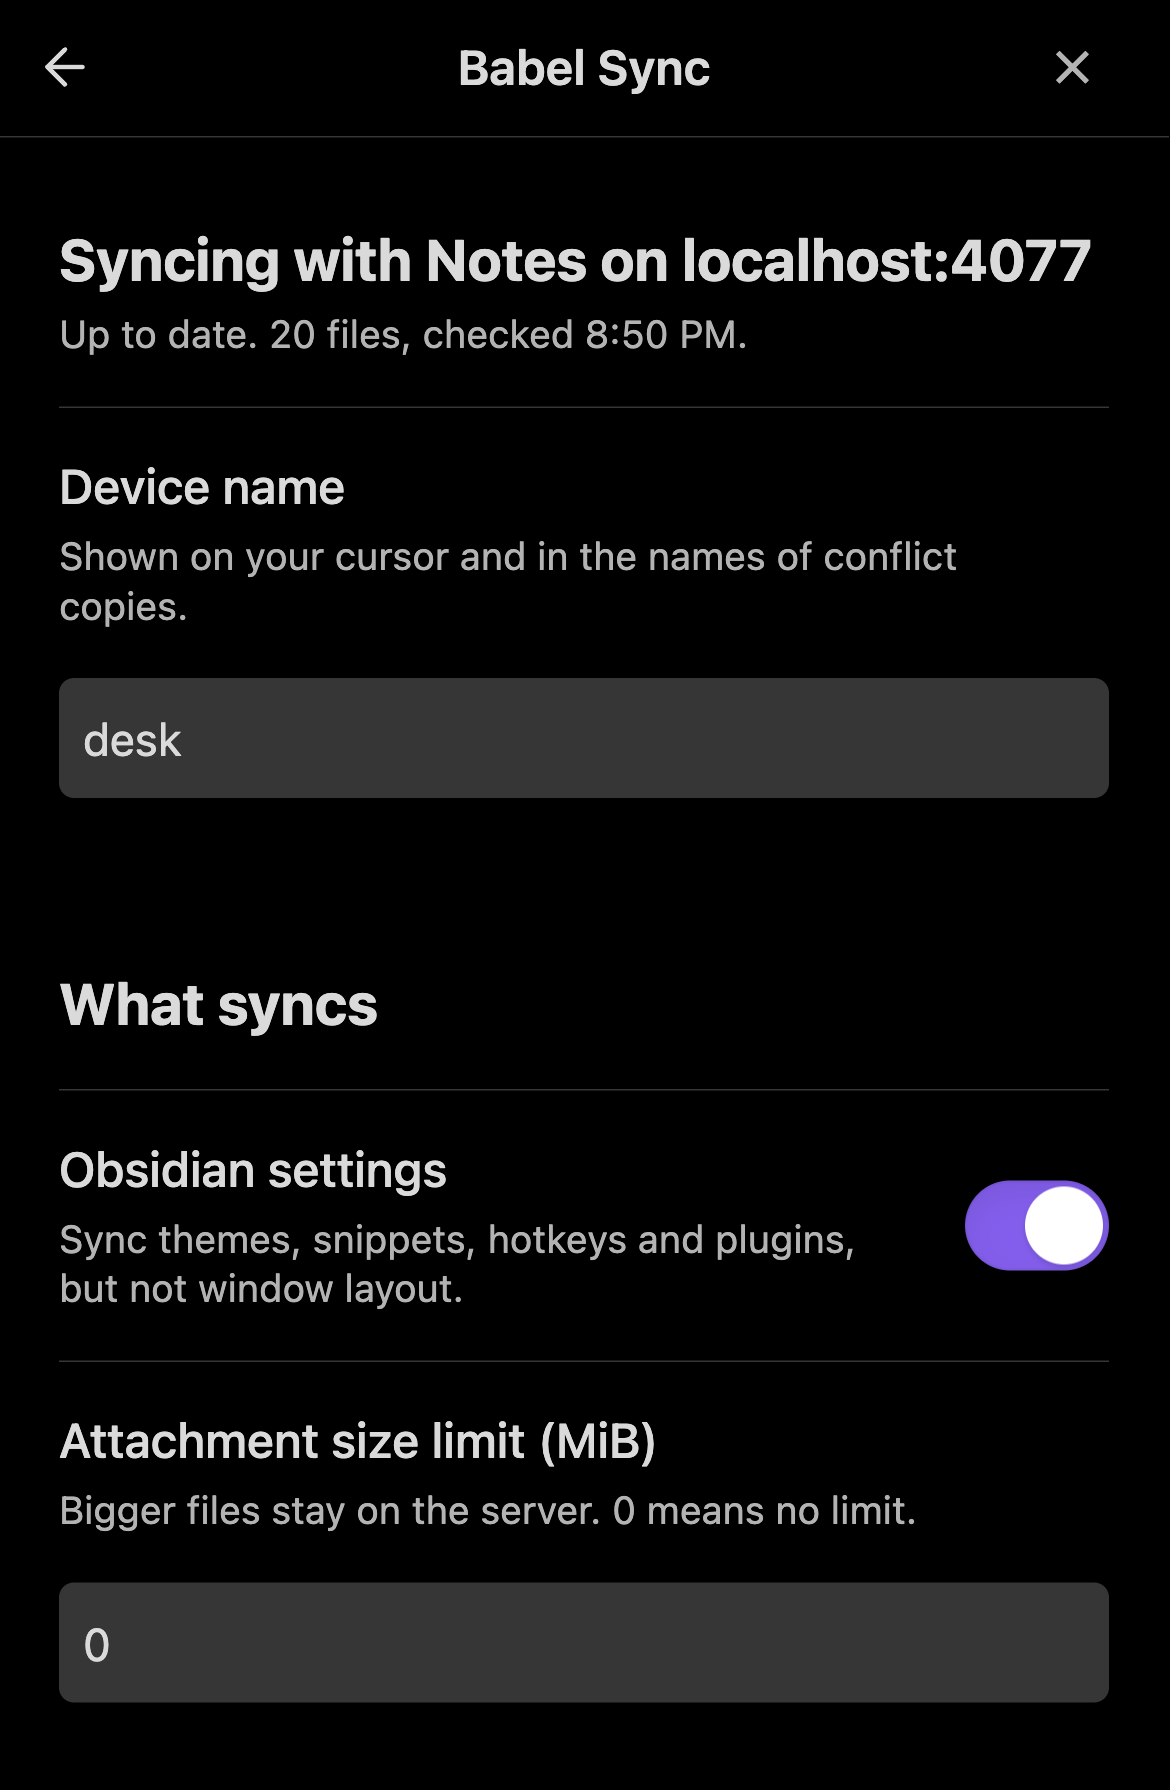 Babel Sync
Syncing with Notes on localhost:4077
Up to date. 20 files, checked 8:50 PM.
Device name
Shown on your cursor and in the names of conflict
copies.
desk
What syncs
Obsidian settings
Sync themes, snippets, hotkeys and plugins,
but not window layout.
Attachment size limit (MiB)
Bigger files stay on the server. 0 means no limit.
0